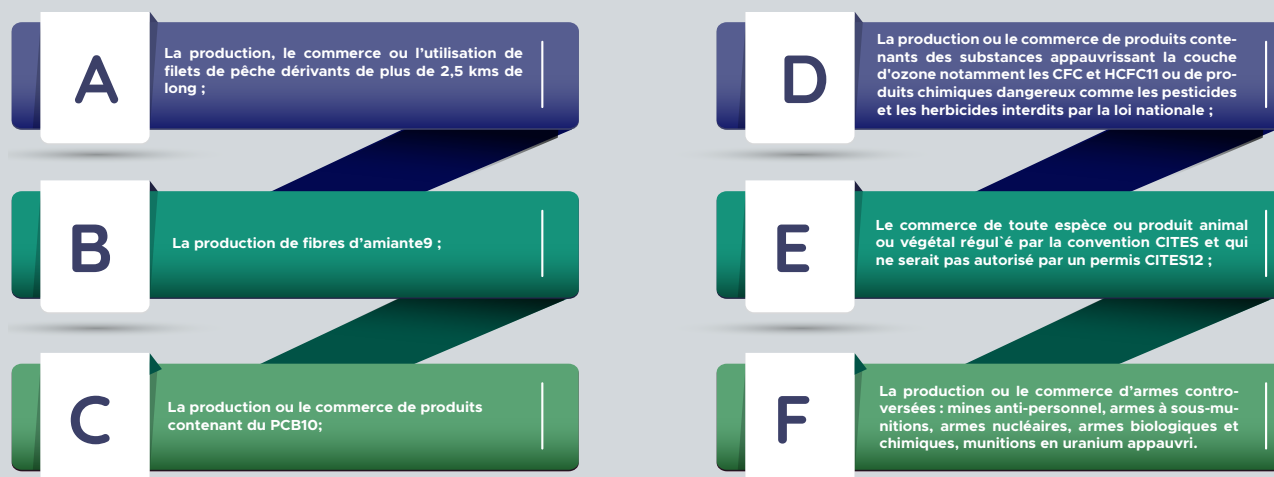 A
La production, le commerce ou l'utilisation de
filets de pêche dérivants de plus de 2,5 kms de
long ;
B
La production de fibres d'amiante9 ;
C
La production ou le commerce de produits
contenant du PCB10;
D
La production ou le commerce de produits conte-
nants des substances appauvrissant la couche
d'ozone notamment les CFC et HCFC11 ou de pro-
duits chimiques dangereux comme les pesticides
et les herbicides interdits par la loi nationale ;
E
Le commerce de toute espèce ou produit animal
ou végétal régul`é par la convention CITES et qui
ne serait pas autorisé par un permis CITES12 ;
F
La production ou le commerce d'armes contro-
versées : mines anti-personnel, armes à sous-mu-
nitions, armes nucléaires, armes biologiques et
chimiques, munitions en uranium appauvri.